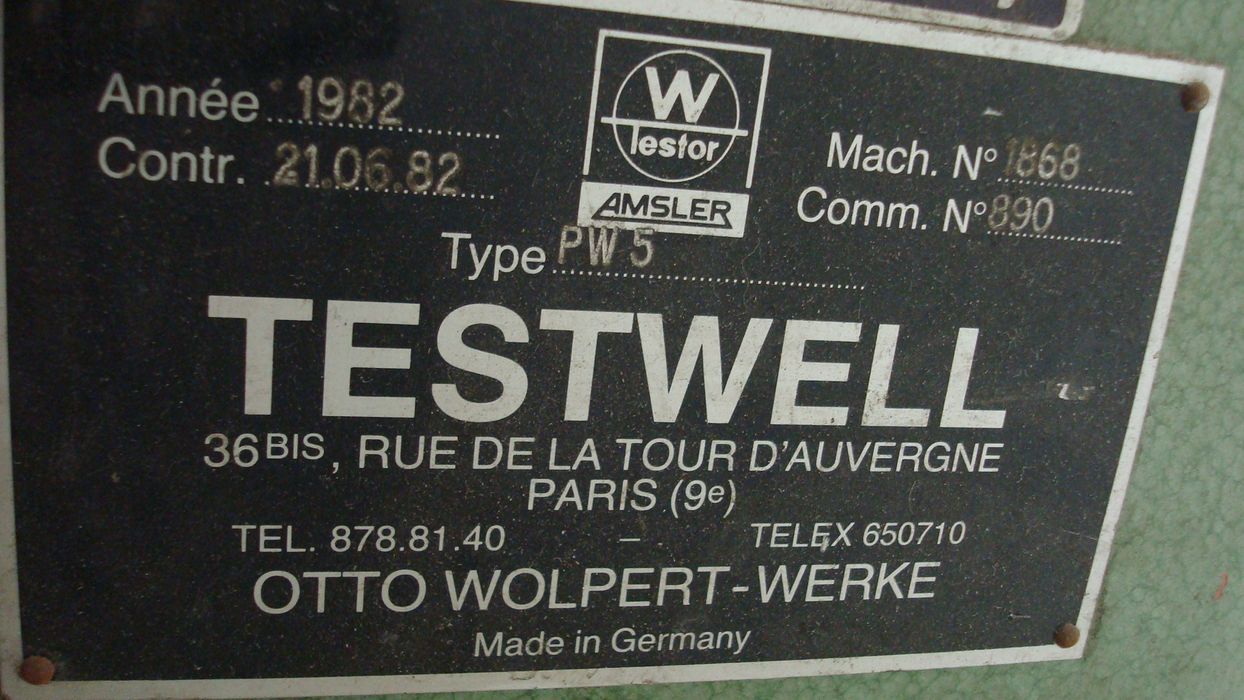 Année 1982
Contr. 21.06.82
W
Testor
AMSLER
Mach. N° 1868
Comm. N° 890
Type PW 5
TESTWELL
36 BIS, RUE DE LA TOUR D'AUVERGNE
PARIS (9e)
TEL. 878.81.40 – TELEX 650710
OTTO WOLPERT-WERKE
Made in Germany